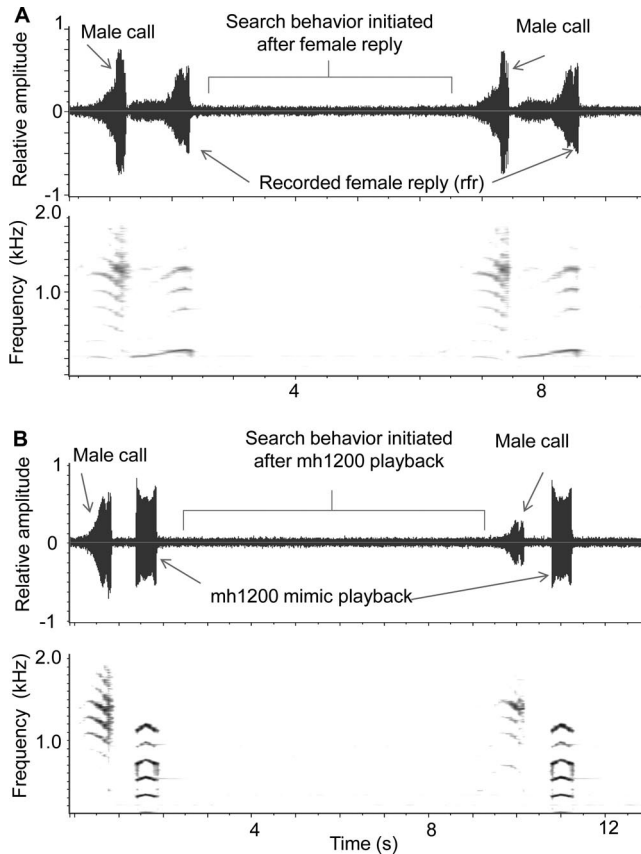 A
Male call
Search behavior initiated
after female reply
Male call
Relative amplitude
1
0
-1
Recorded female reply (rfr)
Frequency (kHz)
2.0
1.0
4
8
B
Male call
Search behavior initiated
after mh1200 playback
Male call
Relative amplitude
1
0
-1
mh1200 mimic playback
Frequency (kHz)
2.0
1.0
4
8
12
Time (s)